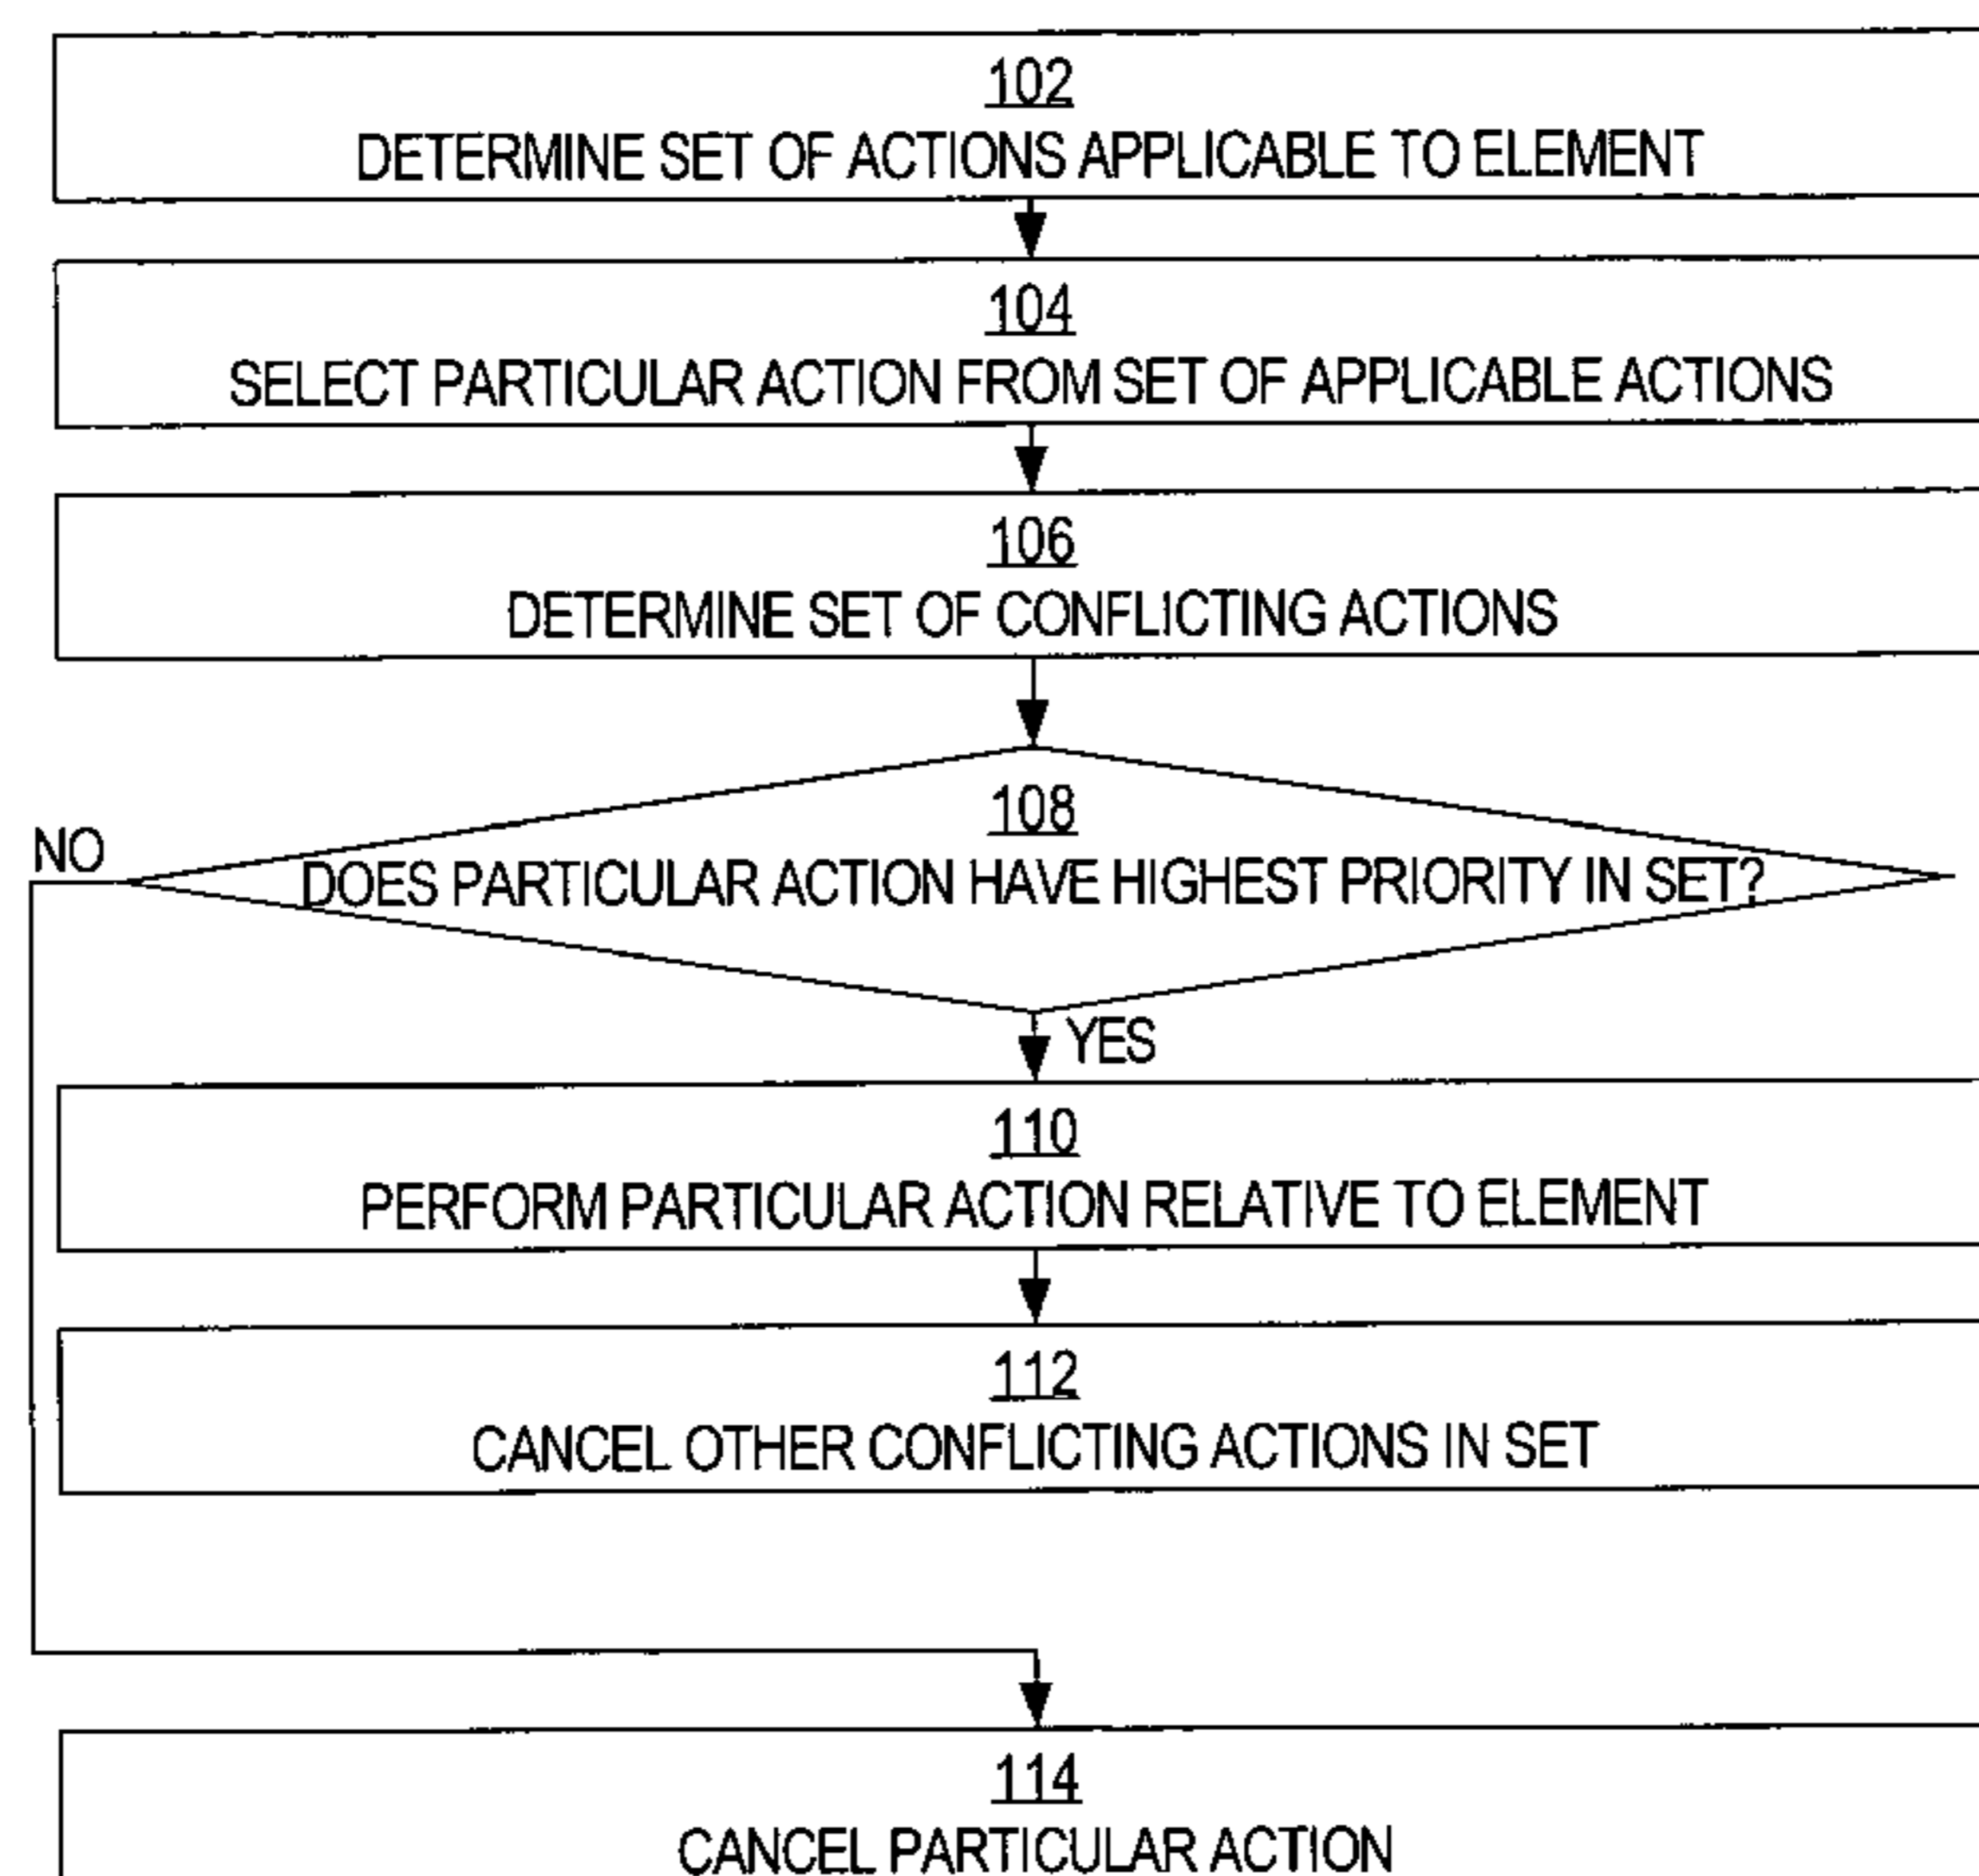 102
DETERMINE SET OF ACTIONS APPLICABLE TO ELEMENT
104
SELECT PARTICULAR ACTION FROM SET OF APPLICABLE ACTIONS
106
DETERMINE SET OF CONFLICTING ACTIONS
108
NO
DOES PARTICULAR ACTION HAVE HIGHEST PRIORITY IN SET?
YES
110
PERFORM PARTICULAR ACTION RELATIVE TO ELEMENT
112
CANCEL OTHER CONFLICTING ACTIONS IN SET
114
CANCEL PARTICULAR ACTION